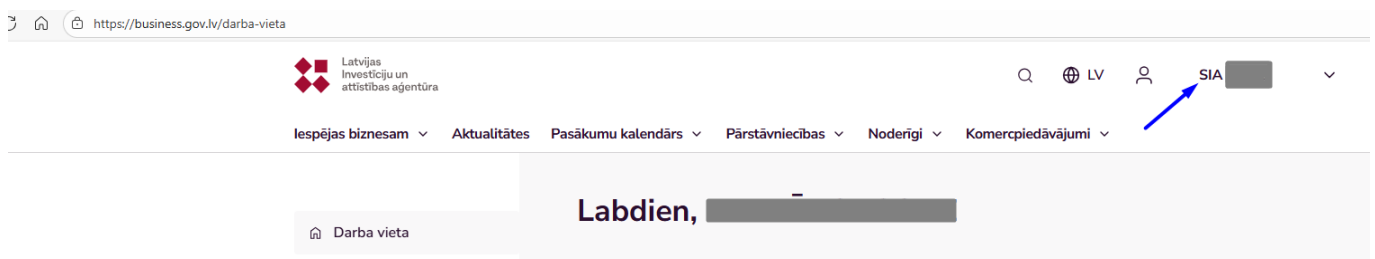 https://business.gov.lv/darba-vieta
Latvijas
Investīciju un
attīstības aģentūra
LV
SIA
Iespējas biznesam Aktualitātes Pasākumu kalendārs Pārstāvniecības Noderīgi Komercpiedāvājumi
Labdien,
Darba vieta